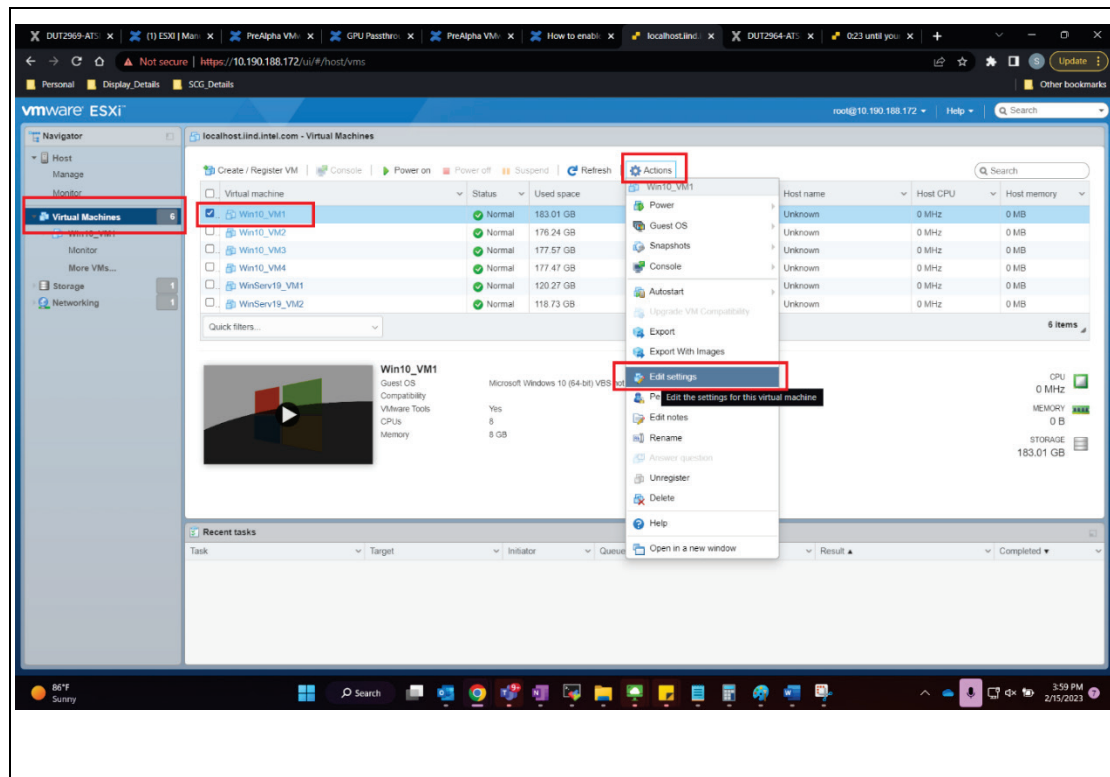 DUT2969-ATS (1) ESXI | Man PreAlpha VMv GPU Passthro PreAlpha VMv How to enabl localhost.iind. DUT2964-ATS 0:23 until you
Not secure | https://10.190.188.172/ui/#/host/vms S Update
Personal Display_Details SCG_Details Other bookmarks
vmware ESXi™ root@10.190.188.172 Help Search
Navigator localhost.iind.intel.com - Virtual Machines
Host
Manage
Monitor
Virtual Machines 6
Win10_VM1
Monitor
More VMs...
Storage 1
Networking 1
Create / Register VM Console Power on Power off Suspend Refresh Actions Search
Virtual machine Status Used space Host name Host CPU Host memory
Win10_VM1 Normal 183.01 GB Unknown 0 MHz 0 MB
Win10_VM2 Normal 176.24 GB Unknown 0 MHz 0 MB
Win10_VM3 Normal 177.57 GB Unknown 0 MHz 0 MB
Win10_VM4 Normal 177.47 GB Unknown 0 MHz 0 MB
WinServ19_VM1 Normal 120.27 GB Unknown 0 MHz 0 MB
WinServ19_VM2 Normal 118.73 GB Unknown 0 MHz 0 MB
Quick filters... 6 items
Win10_VM1
Power
Guest OS
Snapshots
Console
Autostart
Upgrade VM Compatibility
Export
Export With Images
Edit settings
Pe
Edit the settings for this virtual machine
Edit notes
Rename
Answer question
Unregister
Delete
Help
Open in a new window
Win10_VM1
Guest OS Microsoft Windows 10 (64-bit) VBS not
Compatibility
VMware Tools Yes
CPUs 8
Memory 8 GB
CPU
0 MHz
MEMORY
0 B
STORAGE
183.01 GB
Recent tasks
Task Target Initiator Queue Result Completed
86°F
Sunny
Search
3:59 PM
2/15/2023